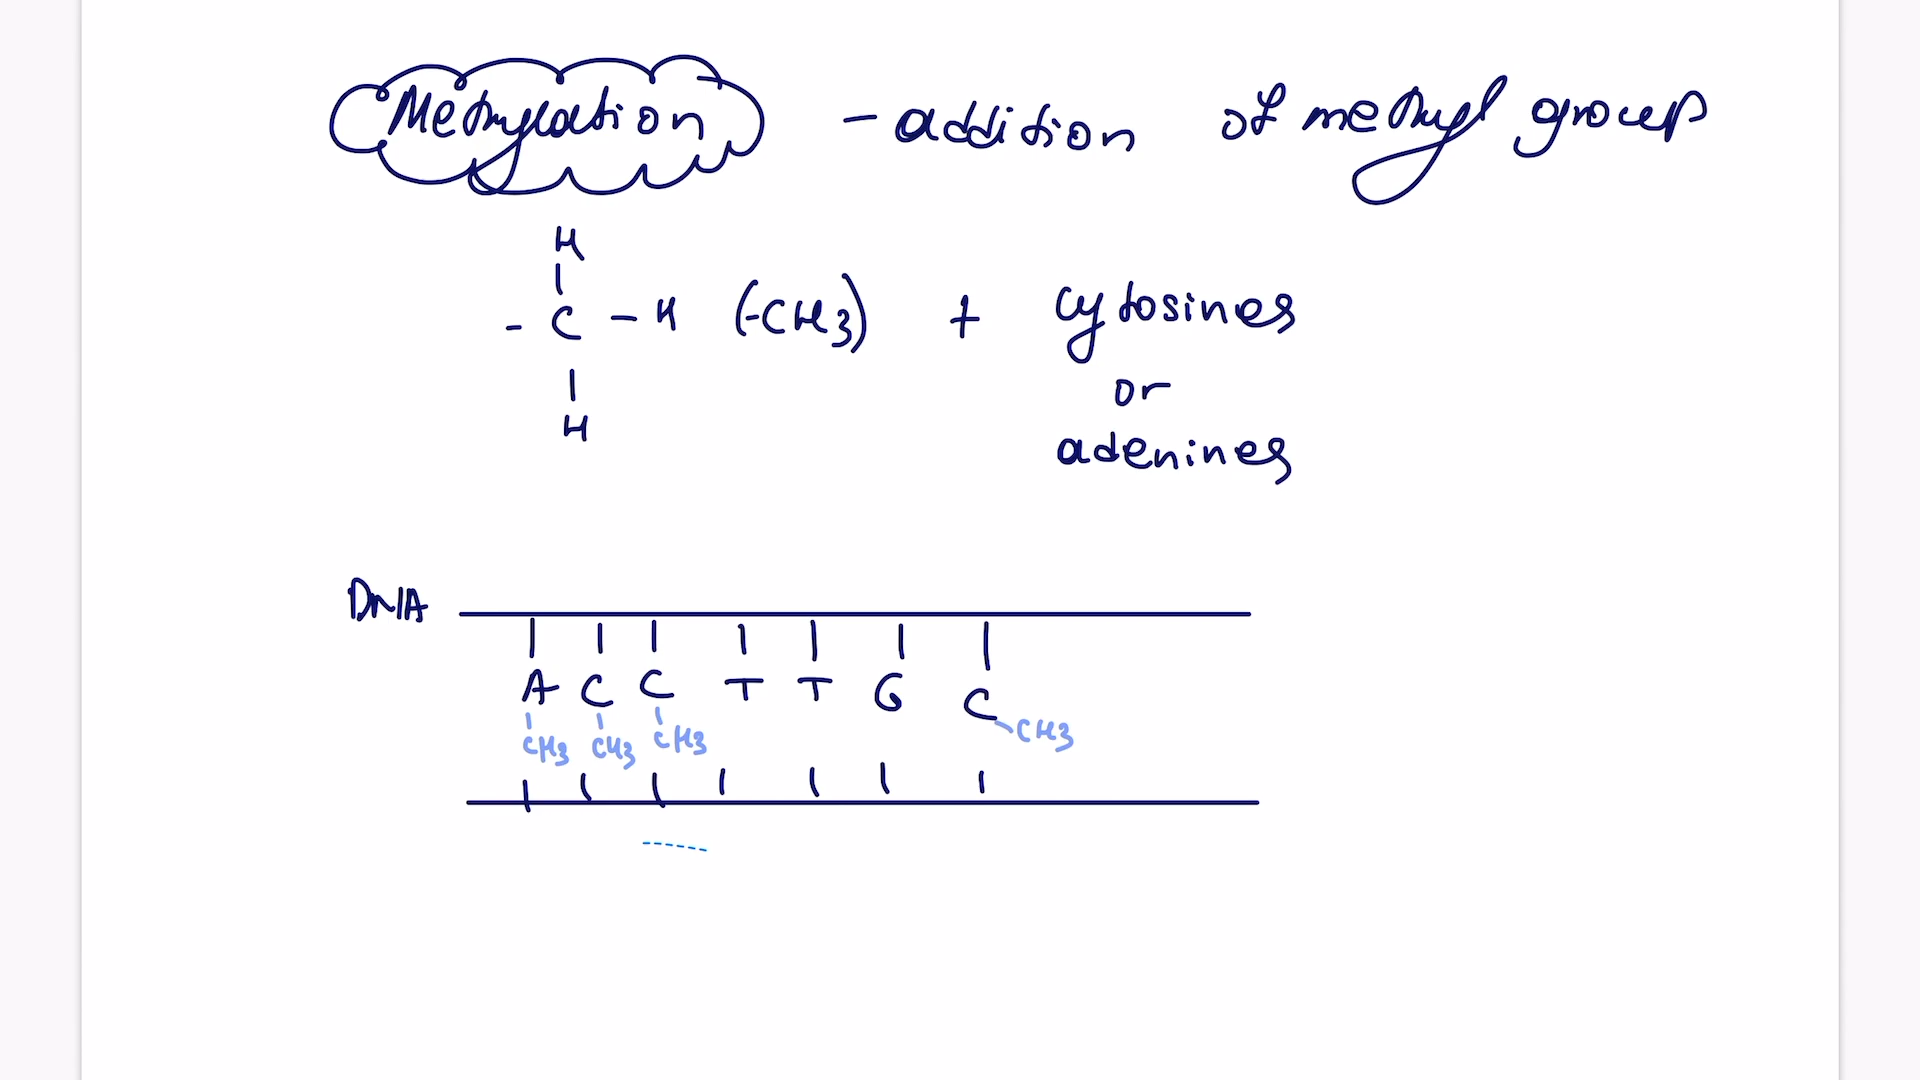 Methylation - addition of methyl group
H
- C - H (-CH3) + cytosines
or
H
adenines
DNA
A C C T T G C
CH3 CH3 CH3 CH3